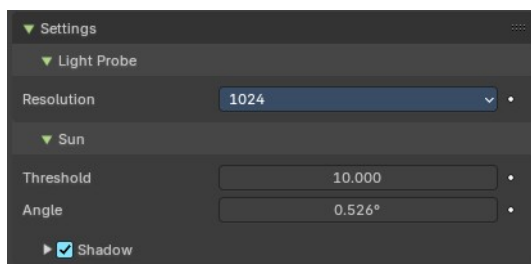 Settings
Light Probe
Resolution 1024
Sun
Threshold 10.000
Angle 0.526°
Shadow